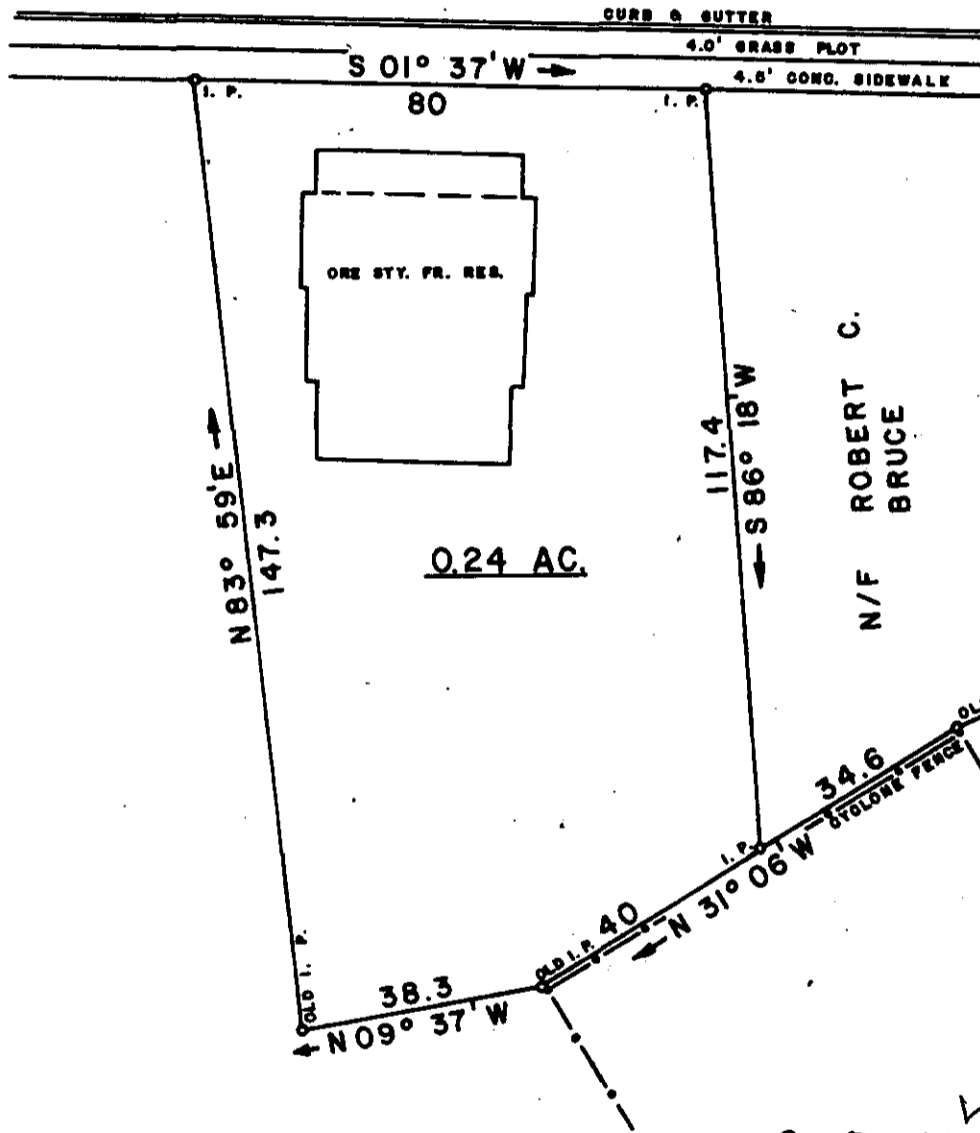 CURB & GUTTER
4.0' GRASS PLOT
S 01° 37' W
4.5' CONC. SIDEWALK
I. P.
80
I. P.
ORE STY. FR. RES.
N 83° 59' E
147.3
117.4
S 86° 18' W
N/F ROBERT C.
BRUCE
0.24 AC.
OL
34.6
CYCLONE FENCE
I. P.
N 31° 06' W
40
OLD I. P.
OLD I. P.
38.3
N 09° 37' W